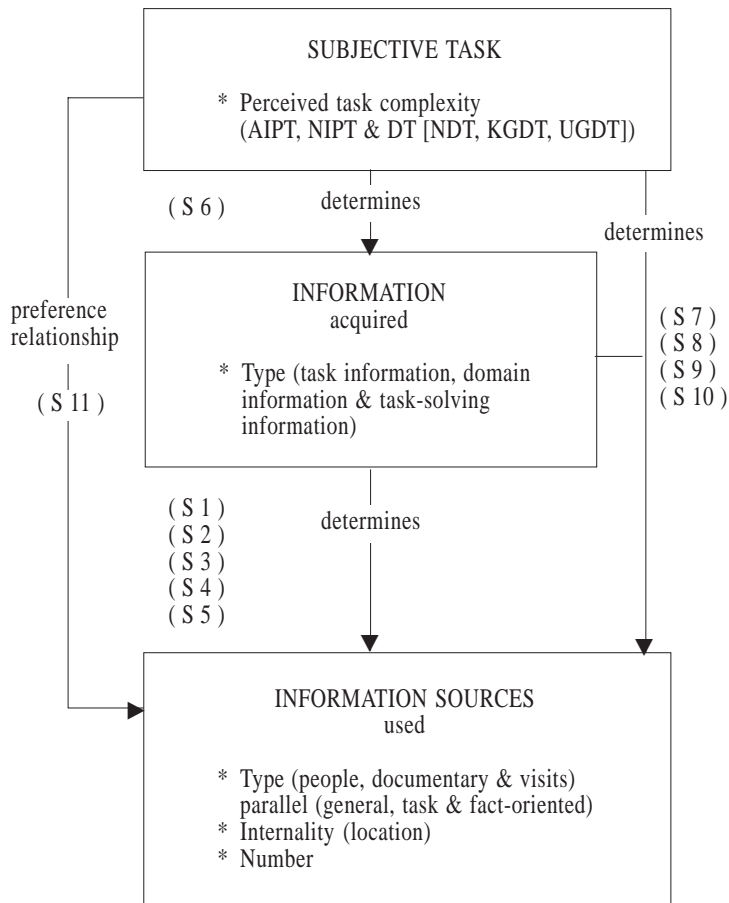 SUBJECTIVE TASK
* Perceived task complexity
(AIPT, NIPT & DT [NDT, KGDT, UGDT])
( S 6 )
determines
determines
INFORMATION
acquired
* Type (task information, domain
information & task-solving
information)
preference
relationship
( S 11 )
( S 7 )
( S 8 )
( S 9 )
( S 10 )
( S 1 )
( S 2 )
( S 3 )
( S 4 )
( S 5 )
determines
INFORMATION SOURCES
used
* Type (people, documentary & visits)
parallel (general, task & fact-oriented)
* Internality (location)
* Number